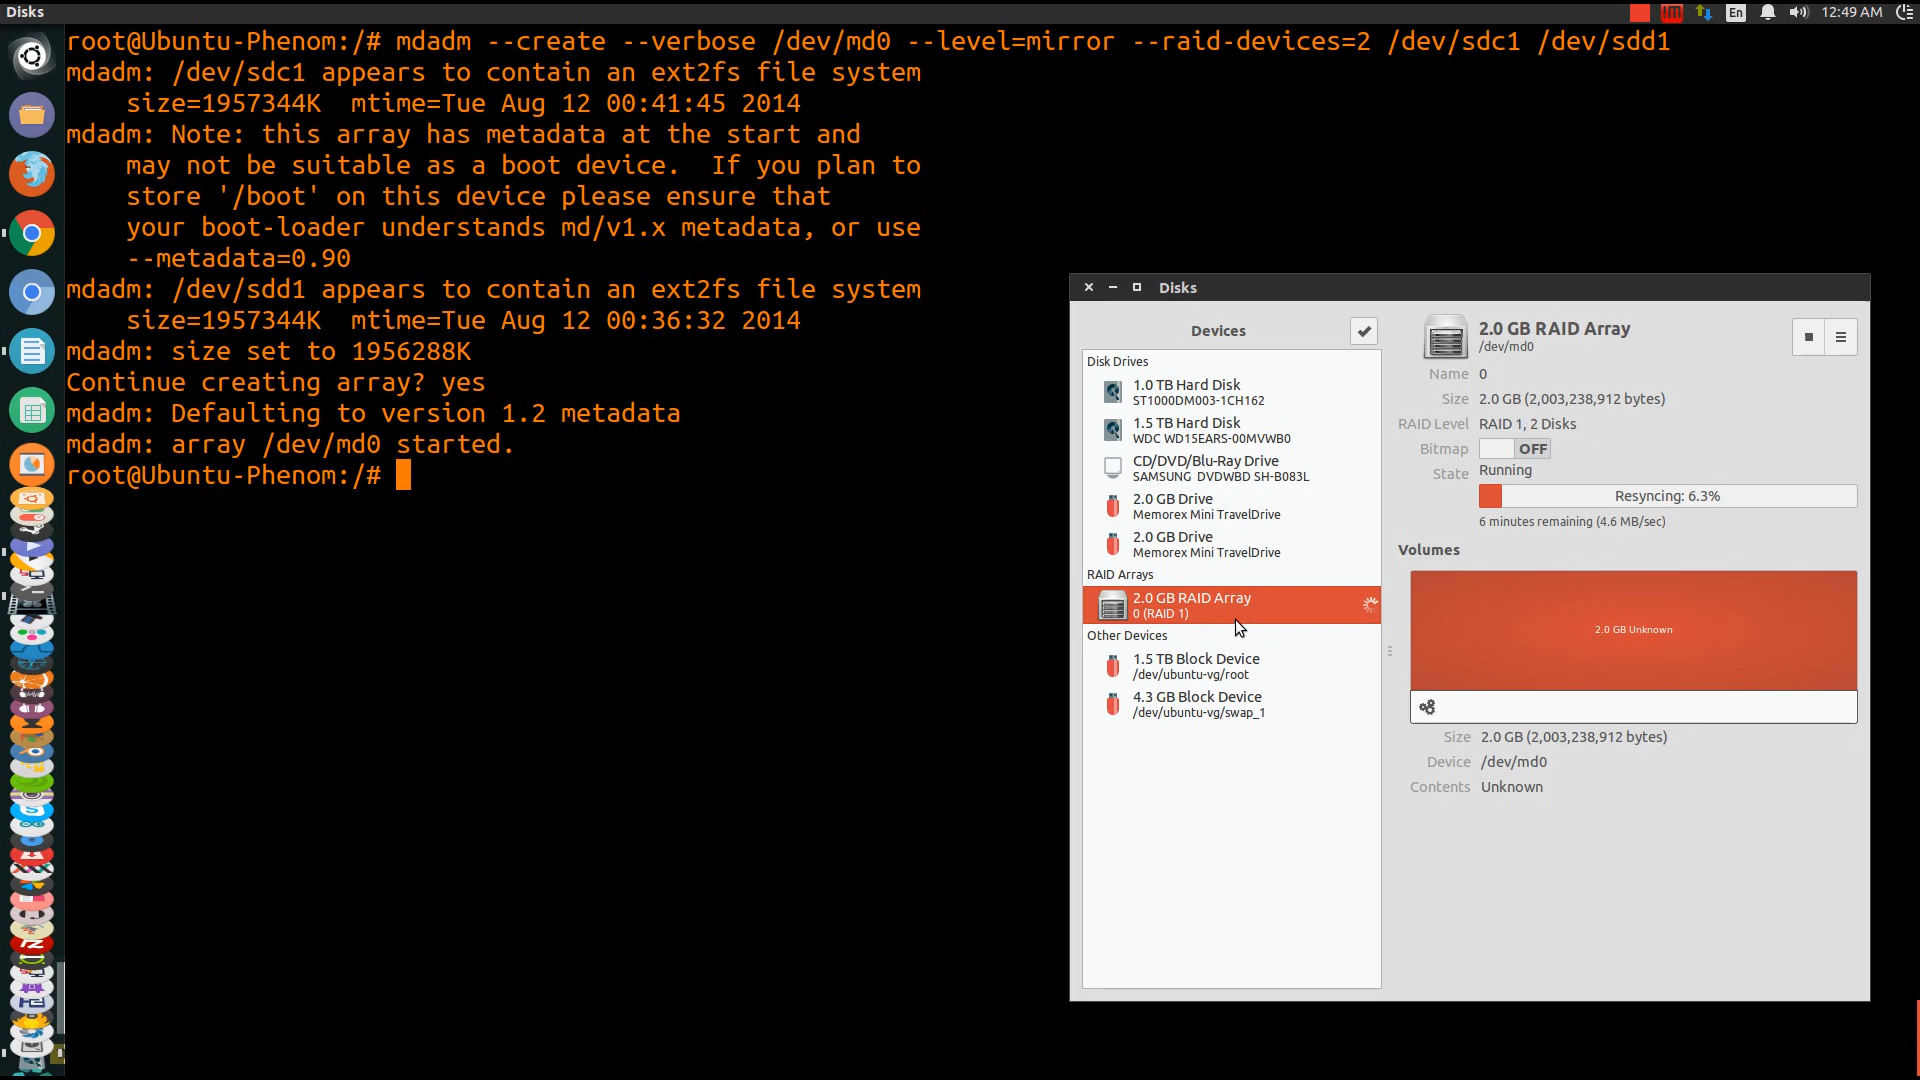 Disks
En
12:49 AM
root@Ubuntu-Phenom:/# mdadm --create --verbose /dev/md0 --level=mirror --raid-devices=2 /dev/sdc1 /dev/sdd1
mdadm: /dev/sdc1 appears to contain an ext2fs file system
size=1957344K mtime=Tue Aug 12 00:41:45 2014
mdadm: Note: this array has metadata at the start and
may not be suitable as a boot device. If you plan to
store '/boot' on this device please ensure that
your boot-loader understands md/v1.x metadata, or use
--metadata=0.90
mdadm: /dev/sdd1 appears to contain an ext2fs file system
size=1957344K mtime=Tue Aug 12 00:36:32 2014
mdadm: size set to 1956288K
Continue creating array? yes
mdadm: Defaulting to version 1.2 metadata
mdadm: array /dev/md0 started.
root@Ubuntu-Phenom:/#
Disks
Devices
Disk Drives
1.0 TB Hard Disk
ST1000DM003-1CH162
1.5 TB Hard Disk
WDC WD15EARS-00MVWB0
CD/DVD/Blu-Ray Drive
SAMSUNG DVDWBD SH-B083L
2.0 GB Drive
Memorex Mini TravelDrive
2.0 GB Drive
Memorex Mini TravelDrive
RAID Arrays
2.0 GB RAID Array
0 (RAID 1)
Other Devices
1.5 TB Block Device
/dev/ubuntu-vg/root
4.3 GB Block Device
/dev/ubuntu-vg/swap_1
2.0 GB RAID Array
/dev/md0
Name 0
Size 2.0 GB (2,003,238,912 bytes)
RAID Level RAID 1, 2 Disks
Bitmap OFF
State Running
Resyncing: 6.3%
6 minutes remaining (4.6 MB/sec)
Volumes
2.0 GB Unknown
Size 2.0 GB (2,003,238,912 bytes)
Device /dev/md0
Contents Unknown